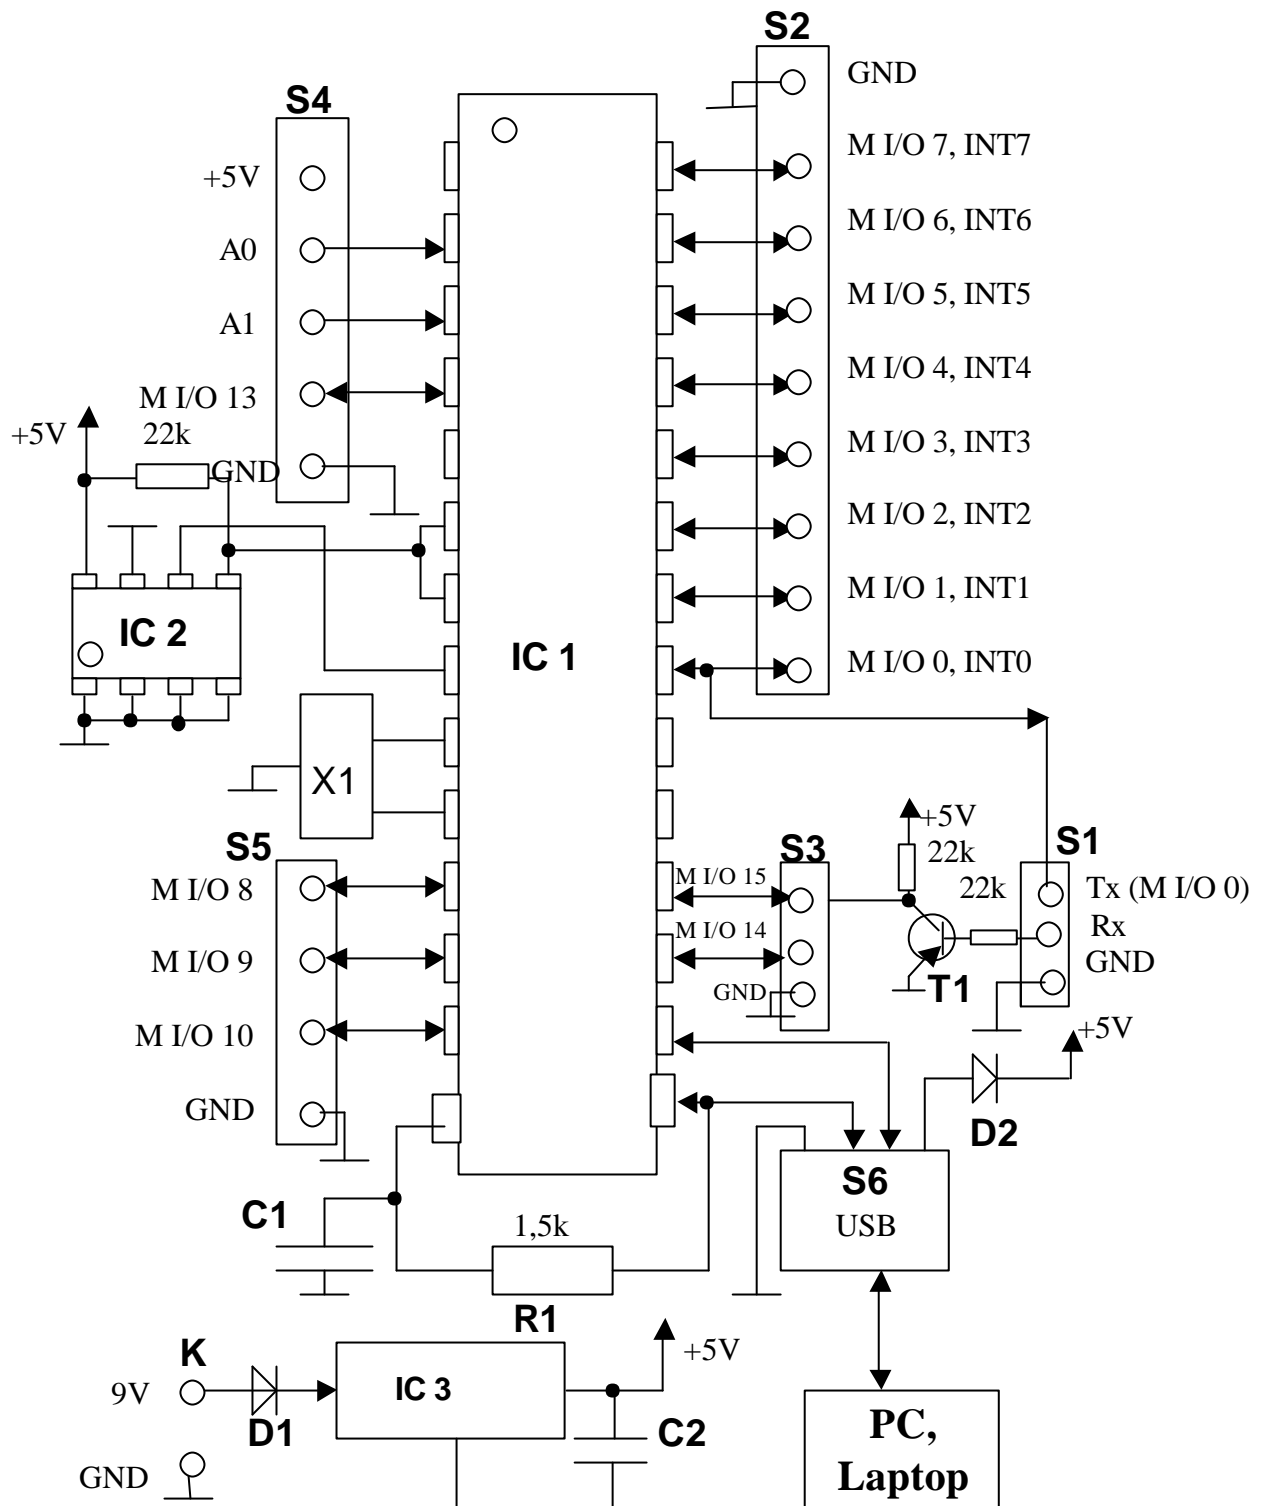 S2
GND
M I/O 7, INT7
M I/O 6, INT6
M I/O 5, INT5
M I/O 4, INT4
M I/O 3, INT3
M I/O 2, INT2
M I/O 1, INT1
M I/O 0, INT0
S4
+5V
A0
A1
M I/O 13
GND
+5V
22k
IC 2
IC 1
X1
S5
M I/O 8
M I/O 9
M I/O 10
GND
S3
M I/O 15
M I/O 14
GND
+5V
22k
22k
T1
S1
Tx (M I/O 0)
Rx
GND
+5V
D2
S6
USB
C1
1,5k
R1
K
9V
D1
GND
IC 3
+5V
C2
PC,
Laptop